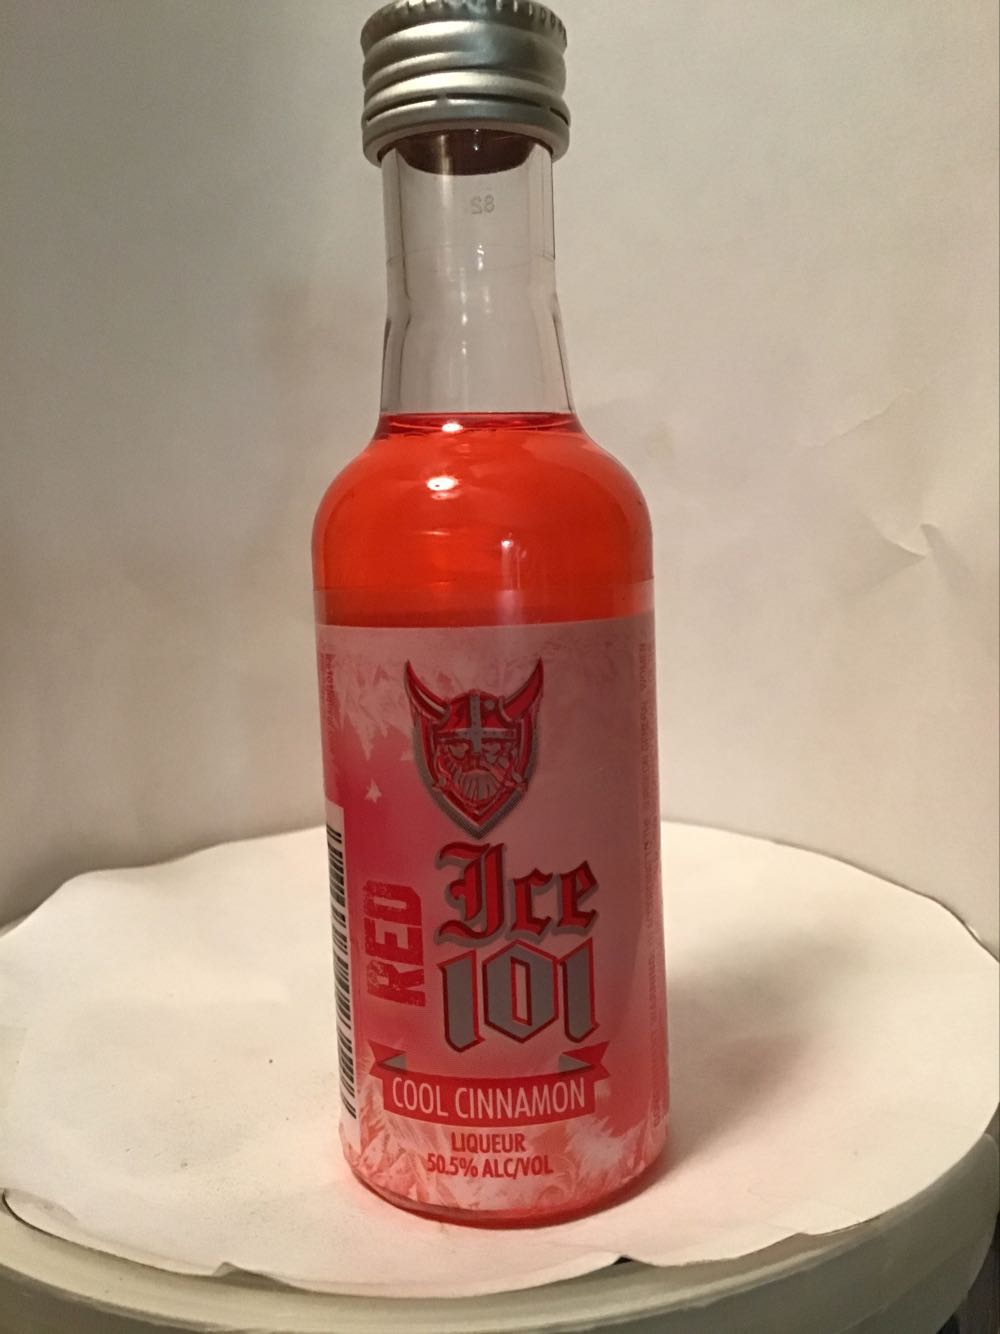 82
RED
Ice
101
COOL CINNAMON
LIQUEUR
50.5% ALC/VOL